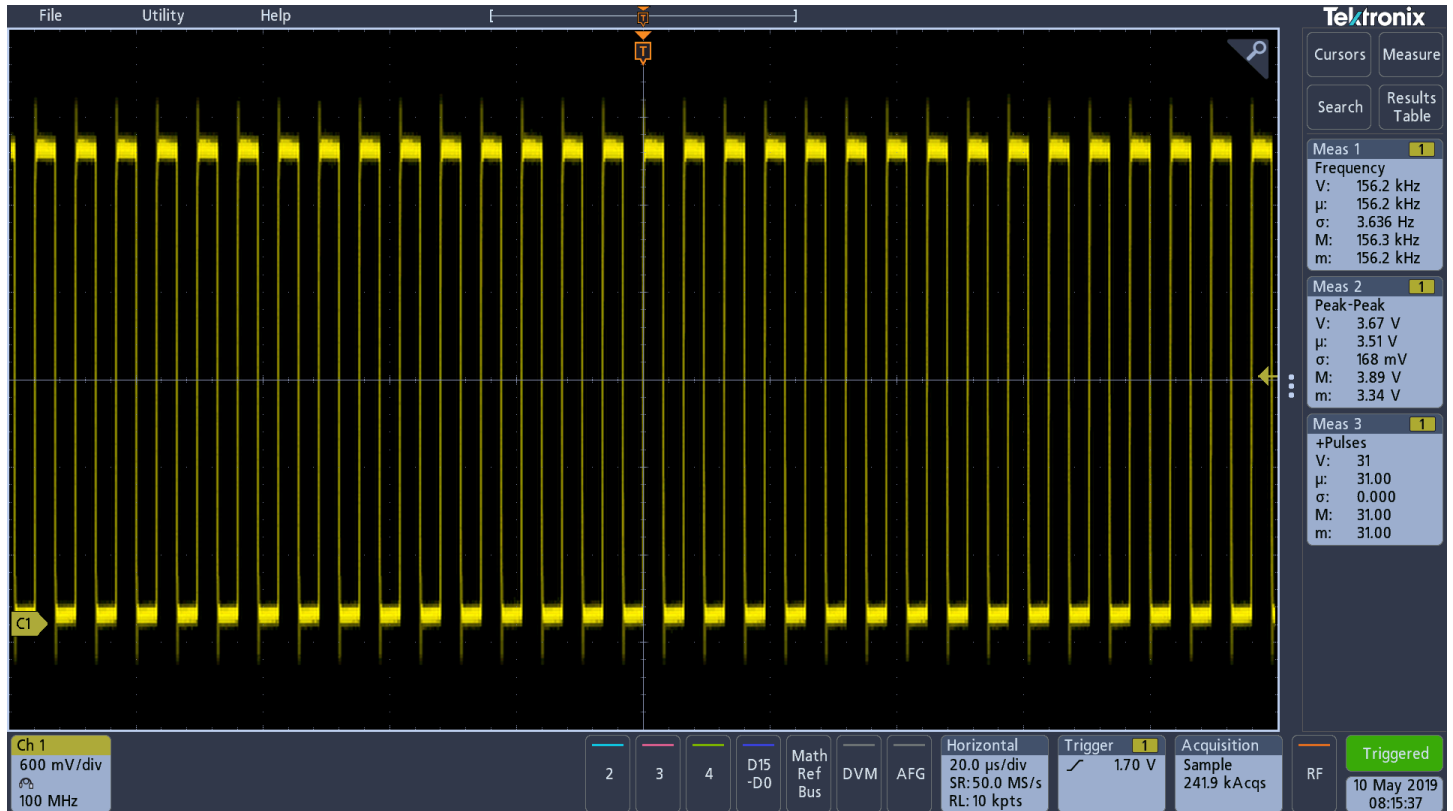 File Utility Help
[ T ]
Tektronix
T
Cursors Measure
Search Results
Table
Meas 1 1
Frequency
V: 156.2 kHz
µ: 156.2 kHz
σ: 3.636 Hz
M: 156.3 kHz
m: 156.2 kHz
Meas 2 1
Peak-Peak
V: 3.67 V
µ: 3.51 V
σ: 168 mV
M: 3.89 V
m: 3.34 V
Meas 3 1
+Pulses
V: 31
µ: 31.00
σ: 0.000
M: 31.00
m: 31.00
C1
Ch 1
600 mV/div
100 MHz
2
3
4
D15
-D0
Math
Ref
Bus
DVM
AFG
Horizontal
20.0 µs/div
SR: 50.0 MS/s
RL: 10 kpts
Trigger 1
1.70 V
Acquisition
Sample
241.9 kAcqs
RF
Triggered
10 May 2019
08:15:37